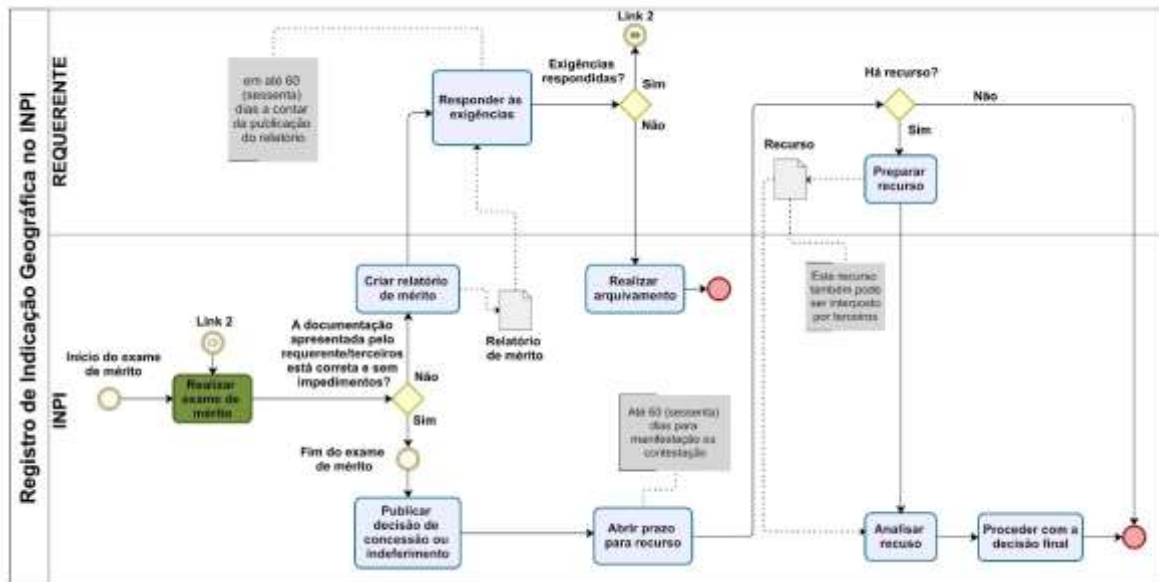 Registro de Indicação Geográfica no INPI
REQUERENTE
em até 60
(sessenta)
dias a contar
da publicação
do relatório
Responder às
exigências
Exigências
respondidas?
Link 2
Sim
Não
Há recurso?
Não
Sim
Recurso
Preparar
recurso
INPI
Criar relatório
de mérito
Relatório
de mérito
Realizar
arquivamento
Este recurso
também pode
ser interposto
por terceiros
Link 2
Início do exame
de mérito
Realizar
exame de
mérito
A documentação
apresentada pelo
requerente/terceiros
está correta e sem
impedimentos?
Não
Sim
Fim do exame
de mérito
Até 60 (sessenta)
dias para
manifestação ou
contestação
Publicar
decisão de
concessão ou
indeferimento
Abrir prazo
para recurso
Analisar
recuso
Proceder com a
decisão final